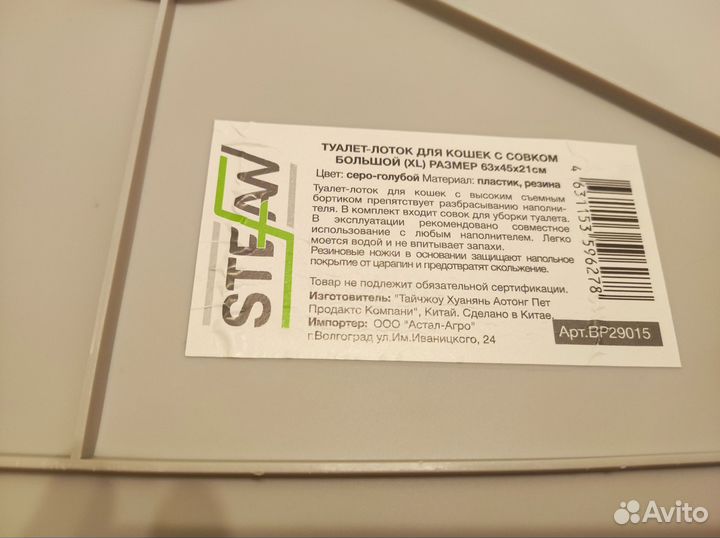 STEFAN
ТУАЛЕТ-ЛОТОК ДЛЯ КОШЕК С СОВКОМ
БОЛЬШОЙ (XL) РАЗМЕР 63х45х21см
Цвет: серо-голубой Материал: пластик, резина
Туалет-лоток для кошек с высоким съемным
бортиком препятствует разбрасыванию наполни-
теля. В комплект входит совок для уборки туалета.
В эксплуатации рекомендовано совместное
использование с любым наполнителем. Легко
моется водой и не впитывает запахи.
Резиновые ножки в основании защищают напольное
покрытие от царапин и предотвратят скольжение.
Товар не подлежит обязательной сертификации.
Изготовитель: "Тайчжоу Хуанянь Аотонг Пет
Продактс Компани", Китай. Сделано в Китае.
Импортер: ООО "Астал-Агро"
г.Волгоград ул.Им.Иваницкого, 24
4 631153 596278
Арт.BP29015
Avito